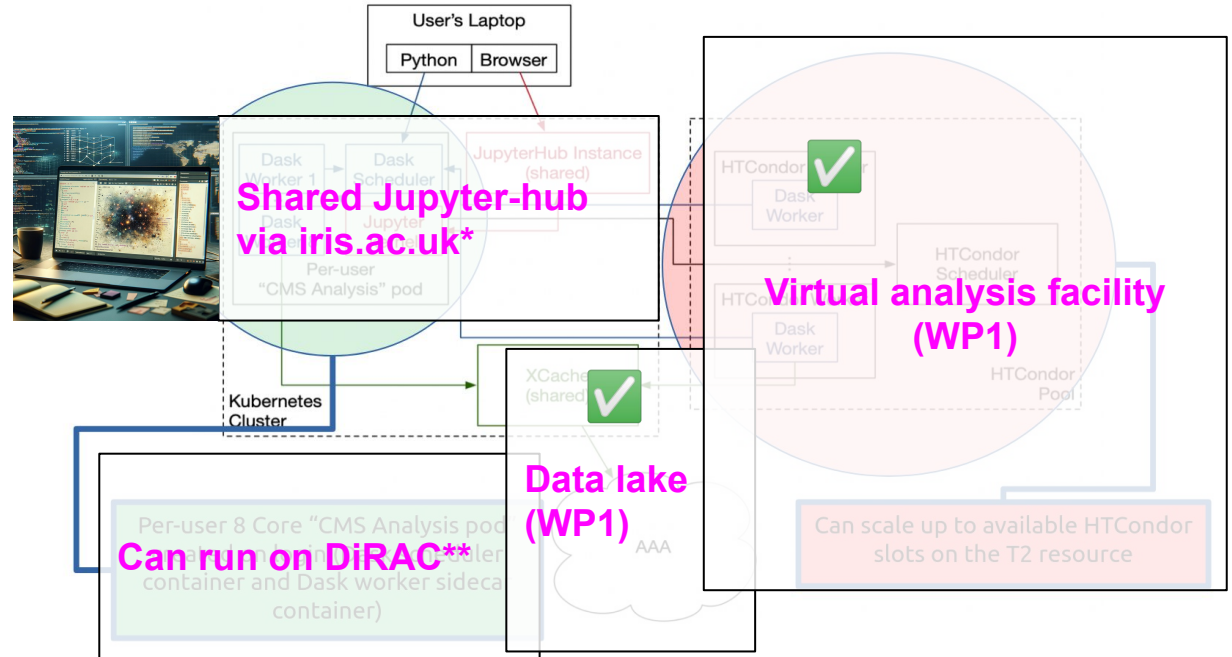 User's Laptop
Python Browser
Dask Worker 1
Dask Scheduler
JupyterHub Instance
(shared)
Shared Jupyter-hub
via iris.ac.uk*
Dask
Jupyter
Per-user
“CMS Analysis” pod
Kubernetes
Cluster
HTCondor
Dask
Worker
HTCondor
Scheduler
Virtual analysis facility
(WP1)
Dask
Worker
HTCondor
Pool
XCache
(shared)
Data lake
(WP1)
AAA
Per-user 8 Core “CMS Analysis pod”
Can run on DiRAC**
container and Dask worker sidecar
container)
Can scale up to available HTCondor
slots on the T2 resource